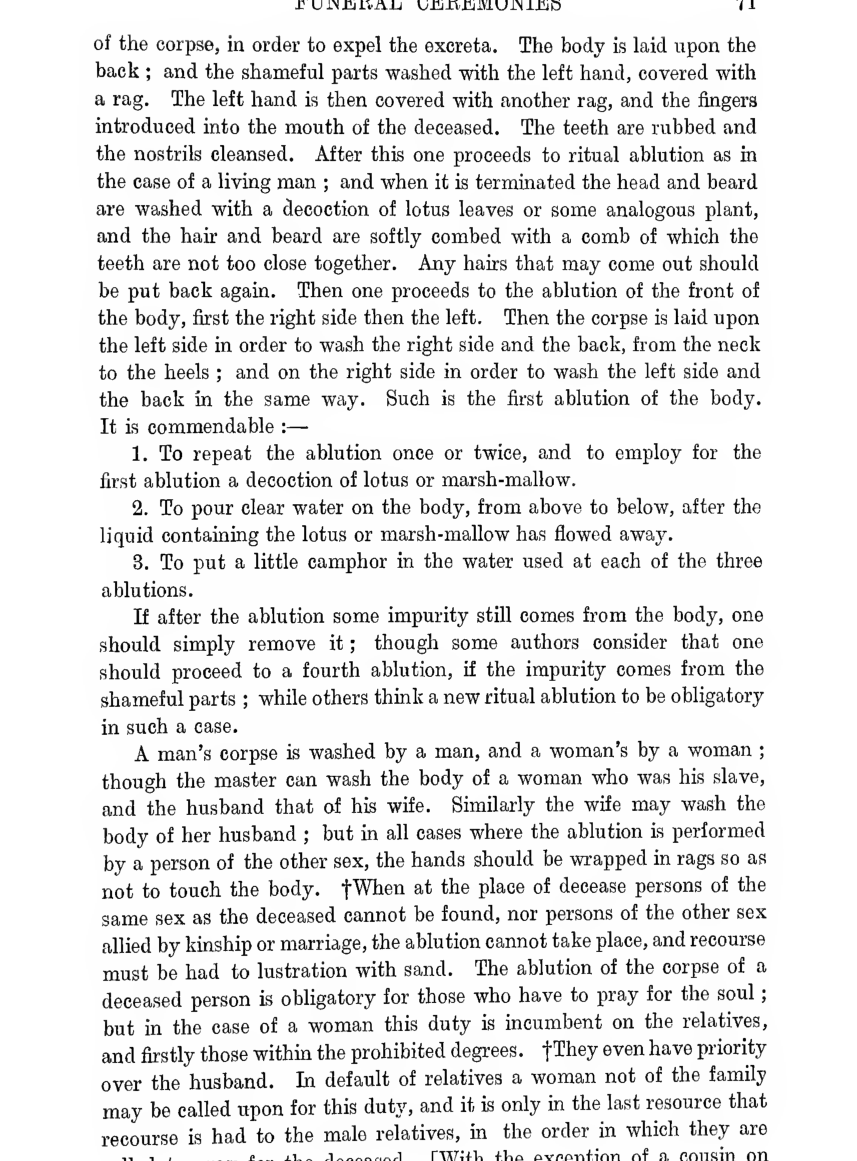 FUNERAL CEREMONIES 71
of the corpse, in order to expel the excreta. The body is laid upon the
back ; and the shameful parts washed with the left hand, covered with
a rag. The left hand is then covered with another rag, and the fingers
introduced into the mouth of the deceased. The teeth are rubbed and
the nostrils cleansed. After this one proceeds to ritual ablution as in
the case of a living man ; and when it is terminated the head and beard
are washed with a decoction of lotus leaves or some analogous plant,
and the hair and beard are softly combed with a comb of which the
teeth are not too close together. Any hairs that may come out should
be put back again. Then one proceeds to the ablution of the front of
the body, first the right side then the left. Then the corpse is laid upon
the left side in order to wash the right side and the back, from the neck
to the heels ; and on the right side in order to wash the left side and
the back in the same way. Such is the first ablution of the body.
It is commendable :—
1. To repeat the ablution once or twice, and to employ for the
first ablution a decoction of lotus or marsh-mallow.
2. To pour clear water on the body, from above to below, after the
liquid containing the lotus or marsh-mallow has flowed away.
3. To put a little camphor in the water used at each of the three
ablutions.
If after the ablution some impurity still comes from the body, one
should simply remove it ; though some authors consider that one
should proceed to a fourth ablution, if the impurity comes from the
shameful parts ; while others think a new ritual ablution to be obligatory
in such a case.
A man's corpse is washed by a man, and a woman's by a woman ;
though the master can wash the body of a woman who was his slave,
and the husband that of his wife. Similarly the wife may wash the
body of her husband ; but in all cases where the ablution is performed
by a person of the other sex, the hands should be wrapped in rags so as
not to touch the body. †When at the place of decease persons of the
same sex as the deceased cannot be found, nor persons of the other sex
allied by kinship or marriage, the ablution cannot take place, and recourse
must be had to lustration with sand. The ablution of the corpse of a
deceased person is obligatory for those who have to pray for the soul ;
but in the case of a woman this duty is incumbent on the relatives,
and firstly those within the prohibited degrees. †They even have priority
over the husband. In default of relatives a woman not of the family
may be called upon for this duty, and it is only in the last resource that
recourse is had to the male relatives, in the order in which they are
for the deceased. [With the exception of a cousin on